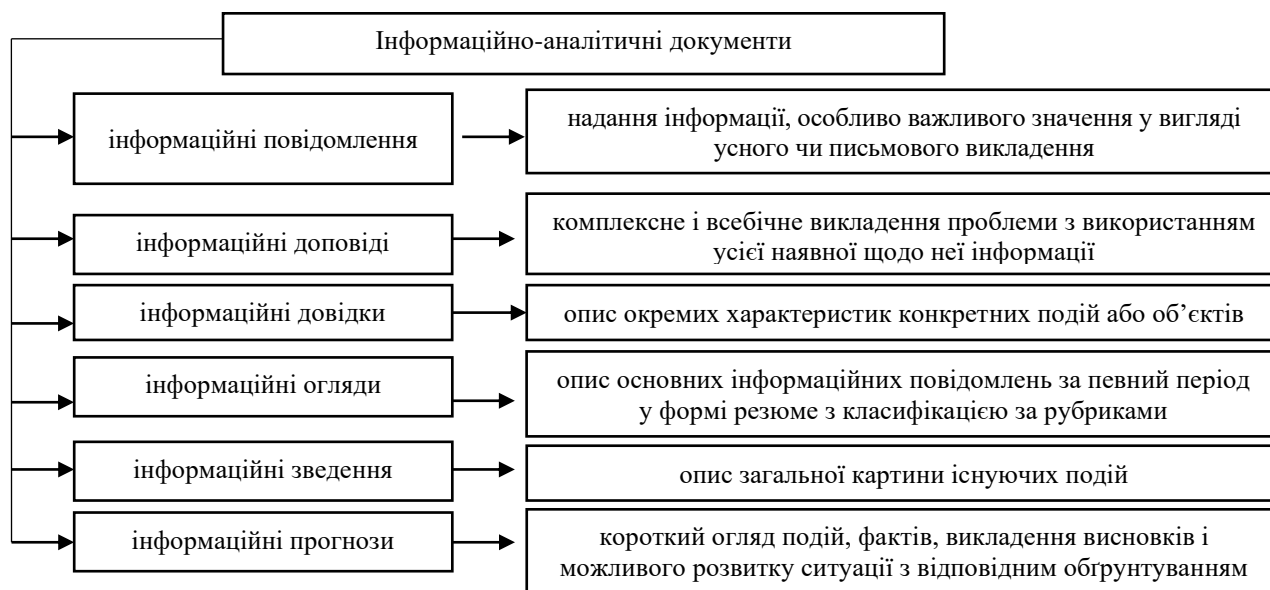 Інформаційно-аналітичні документи
інформаційні повідомлення
надання інформації, особливо важливого значення у вигляді
усного чи письмового викладення
інформаційні доповіді
комплексне і всебічне викладення проблеми з використанням
усієї наявної щодо неї інформації
інформаційні довідки
опис окремих характеристик конкретних подій або об’єктів
інформаційні огляди
опис основних інформаційних повідомлень за певний період
у формі резюме з класифікацією за рубриками
інформаційні зведення
опис загальної картини існуючих подій
інформаційні прогнози
короткий огляд подій, фактів, викладення висновків і
можливого розвитку ситуації з відповідним обґрунтуванням